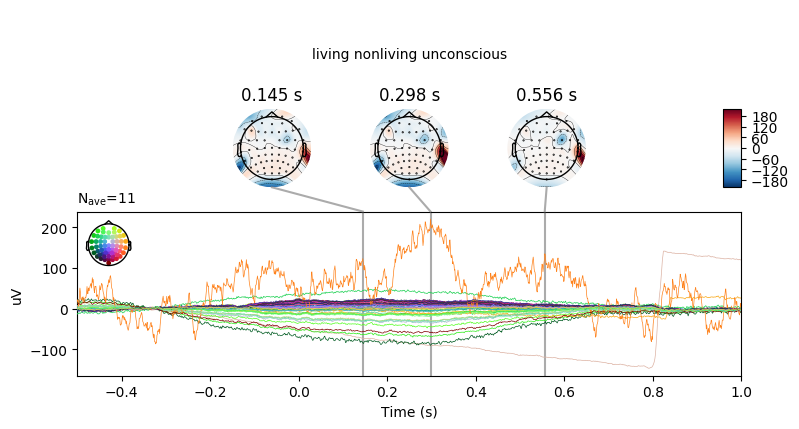 living nonliving unconscious
0.145 s 0.298 s 0.556 s
180
120
60
0
−60
−120
−180
Nave=11
200
100
0
−100
uV
−0.4 −0.2 0.0 0.2 0.4 0.6 0.8 1.0
Time (s)